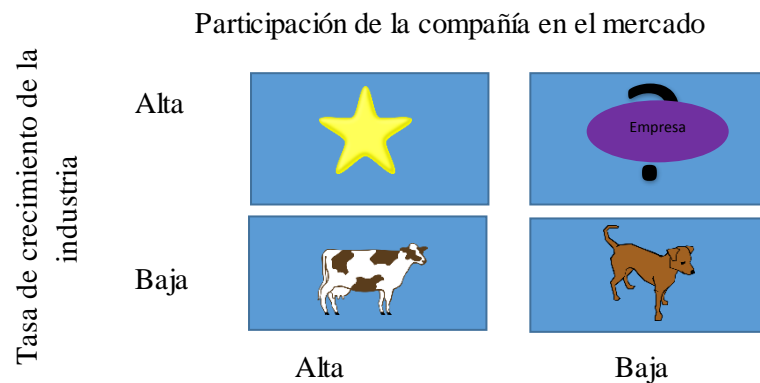 Participación de la compañía en el mercado
Tasa de crecimiento de la
industria
Alta
?
Empresa
Baja
Alta
Baja